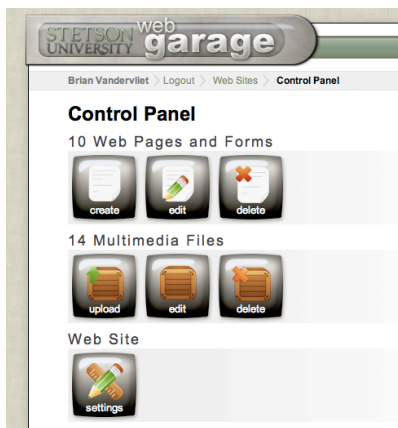 STETSON
UNIVERSITY
web
garage
Brian Vandervliet > Logout > Web Sites > Control Panel
Control Panel
10 Web Pages and Forms
create edit delete
14 Multimedia Files
upload edit delete
Web Site
settings